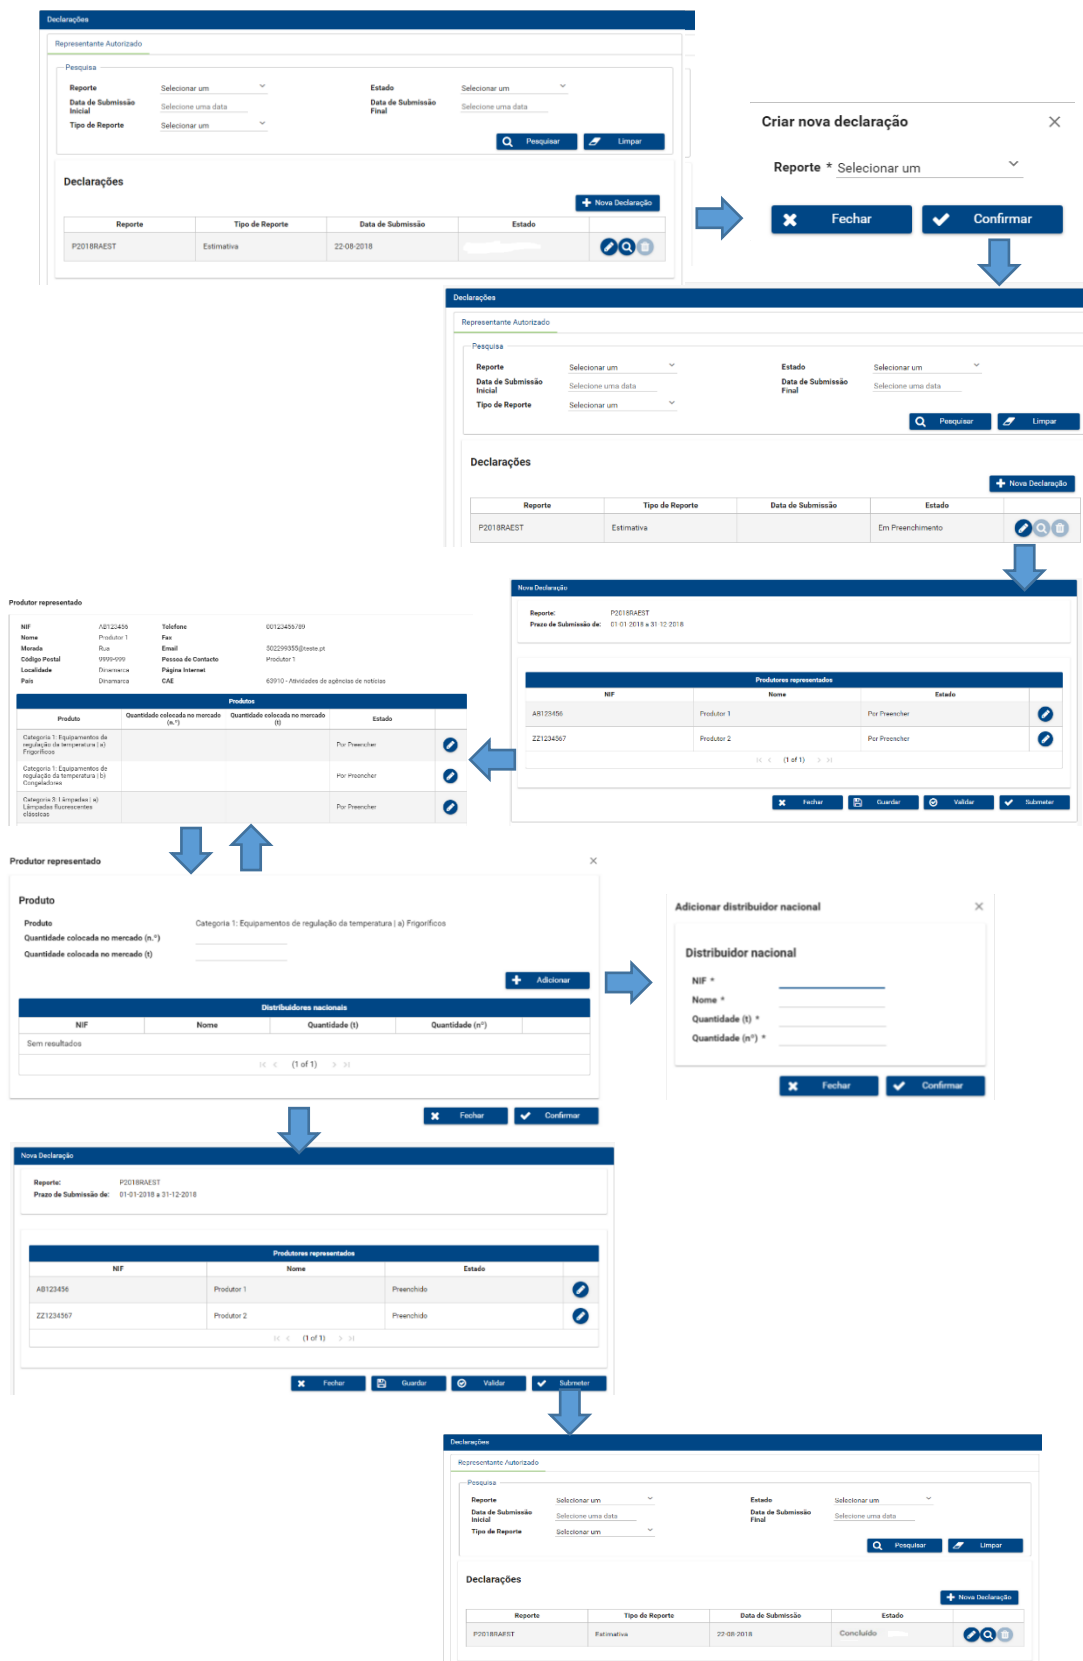 Declarações
Representante Autorizado
Pesquisa
Reporte Selecionar um Estado Selecionar um
Data de Submissão Inicial Selecione uma data Data de Submissão Final Selecione uma data
Tipo de Reporte Selecionar um
Pesquisar Limpar
Declarações
Nova Declaração
Reporte Tipo de Reporte Data de Submissão Estado
P2018RAEST Estimativa 22-08-2018
Criar nova declaração
Reporte * Selecionar um
Fechar Confirmar
Declarações
Representante Autorizado
Pesquisa
Reporte Selecionar um Estado Selecionar um
Data de Submissão Inicial Selecione uma data Data de Submissão Final Selecione uma data
Tipo de Reporte Selecionar um
Pesquisar Limpar
Declarações
Nova Declaração
Reporte Tipo de Reporte Data de Submissão Estado
P2018RAEST Estimativa Em Preenchimento
Nova Declaração
Reporte: P2018RAEST
Prazo de Submissão de: 01-01-2018 a 31-12-2018
Produtores representados
NIF Nome Estado
AB123456 Produtor 1 Por Preencher
ZZ1234567 Produtor 2 Por Preencher
(1 of 1)
Fechar Guardar Validar Submeter
Produtor representado
NIF AB123456 Telefone 00123456789
Nome Produtor 1 Fax
Morada Rua Email 502299355@teste.pt
Código Postal 9999-999 Pessoa de Contacto Produtor 1
Localidade Dinamarca Página Internet
País Dinamarca CAE 63910 - Atividades de agências de notícias
Produtos
Produto Quantidade colocada no mercado (n.º) Quantidade colocada no mercado (t) Estado
Categoria 1: Equipamentos de regulação da temperatura | a) Frigoríficos Por Preencher
Categoria 1: Equipamentos de regulação da temperatura | b) Congeladores Por Preencher
Categoria 3: Lâmpadas | a) Lâmpadas fluorescentes clássicas Por Preencher
Produtor representado
Produto
Produto Categoria 1: Equipamentos de regulação da temperatura | a) Frigoríficos
Quantidade colocada no mercado (n.º)
Quantidade colocada no mercado (t)
Adicionar
Distribuidores nacionais
NIF Nome Quantidade (t) Quantidade (nº)
Sem resultados
(1 of 1)
Fechar Confirmar
Adicionar distribuidor nacional
Distribuidor nacional
NIF *
Nome *
Quantidade (t) *
Quantidade (nº) *
Fechar Confirmar
Nova Declaração
Reporte: P2018RAEST
Prazo de Submissão de: 01-01-2018 a 31-12-2018
Produtores representados
NIF Nome Estado
AB123456 Produtor 1 Preenchido
ZZ1234567 Produtor 2 Preenchido
(1 of 1)
Fechar Guardar Validar Submeter
Declarações
Representante Autorizado
Pesquisa
Reporte Selecionar um Estado Selecionar um
Data de Submissão Inicial Selecione uma data Data de Submissão Final Selecione uma data
Tipo de Reporte Selecionar um
Pesquisar Limpar
Declarações
Nova Declaração
Reporte Tipo de Reporte Data de Submissão Estado
P2018RAEST Estimativa 22-08-2018 Concluído